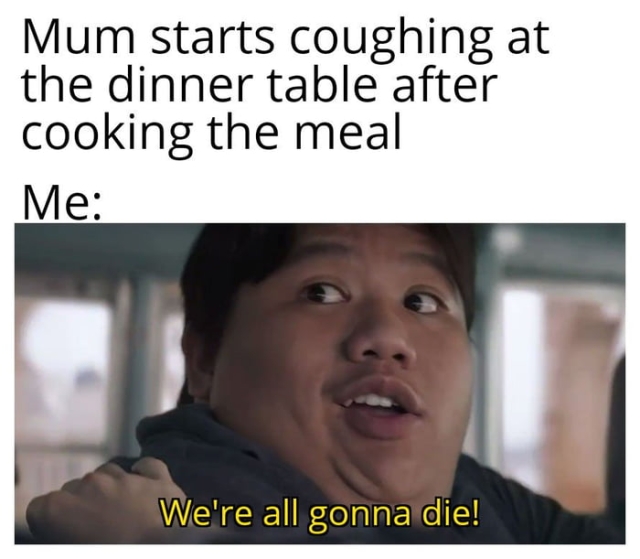 Mum starts coughing at
the dinner table after
cooking the meal
Me:
We're all gonna die!